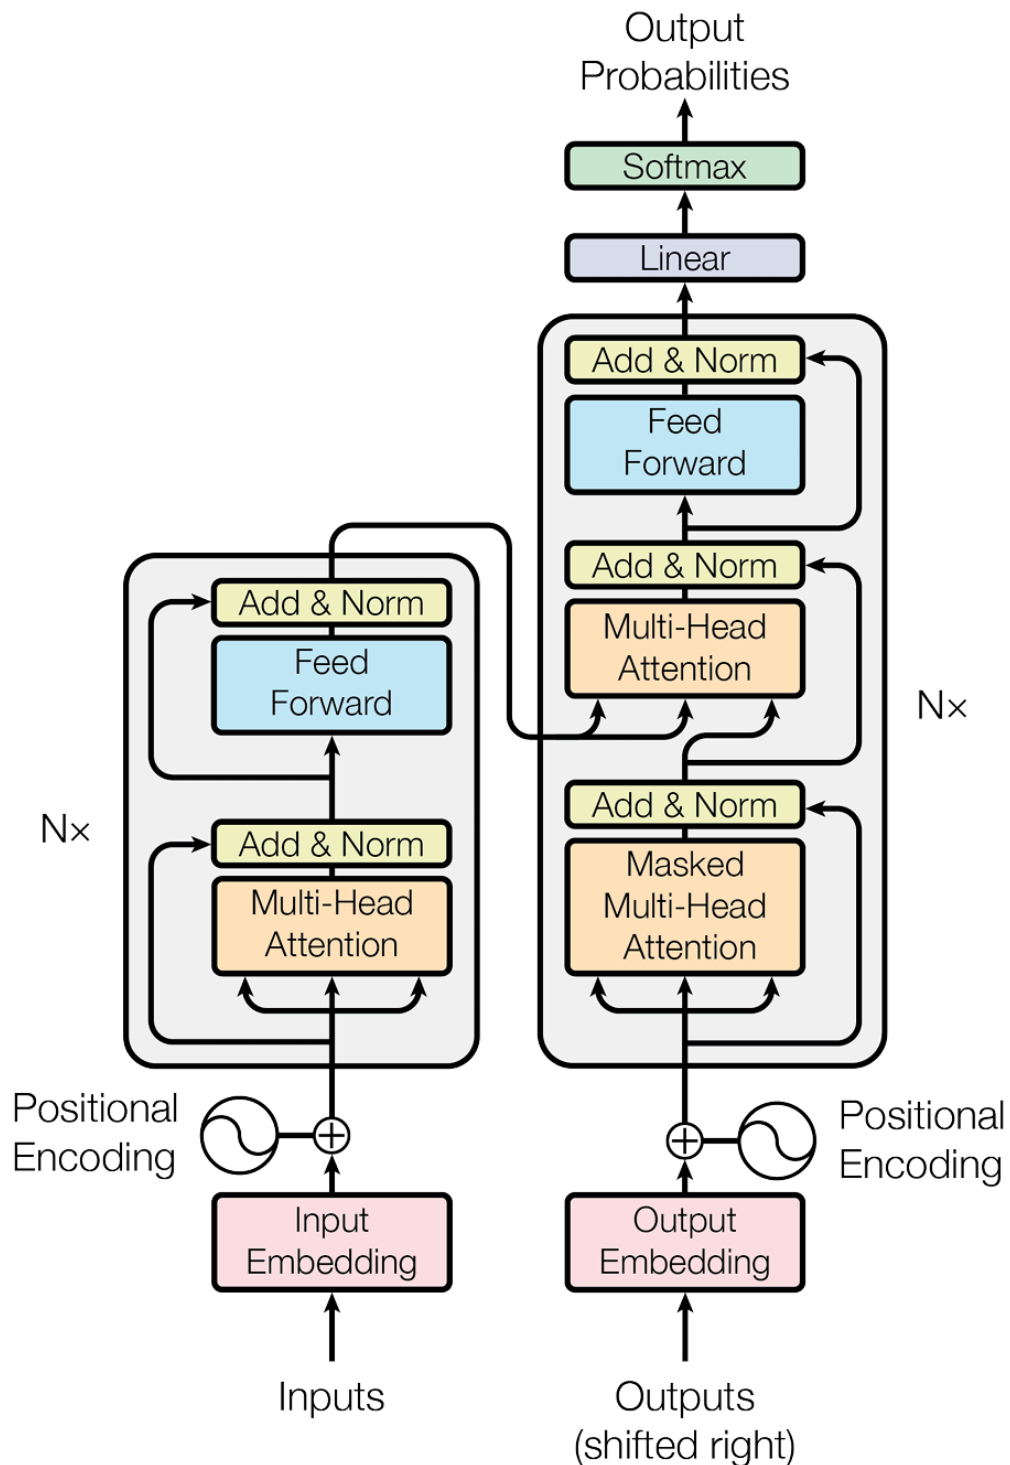 Output
Probabilities
Softmax
Linear
Add & Norm
Feed
Forward
Add & Norm
Multi-Head
Attention
Add & Norm
Masked
Multi-Head
Attention
N×
Positional
Encoding
Output
Embedding
Outputs
(shifted right)
Add & Norm
Feed
Forward
Add & Norm
Multi-Head
Attention
N×
Positional
Encoding
Input
Embedding
Inputs